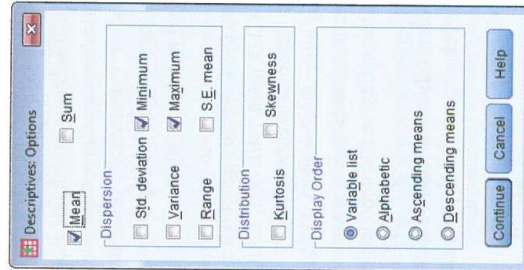 Descriptives: Options
Mean Sum
Dispersion
Std. deviation Minimum
Variance Maximum
Range S.E. mean
Distribution
Kurtosis Skewness
Display Order
Variable list
Alphabetic
Ascending means
Descending means
Continue Cancel Help